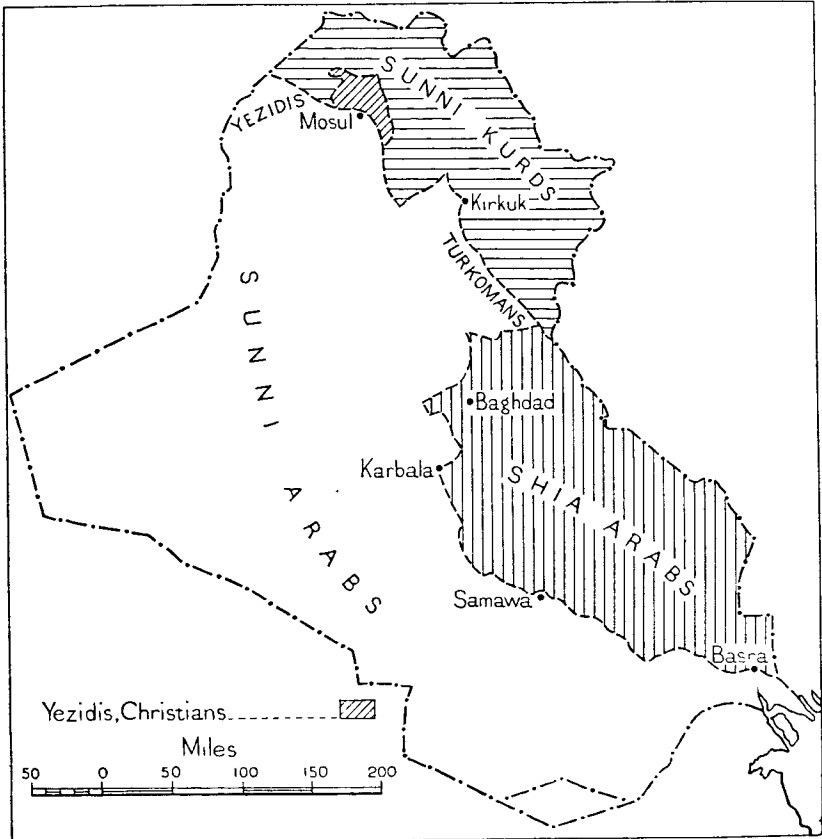 SUNNI KURDS
YEZIDIS
Mosul
Kirkuk
TURKOMANS
SUNNI ARABS
Baghdad
Karbala
SHIA ARABS
Samawa
Basra
Yezidis, Christians
Miles
50 0 50 100 150 200